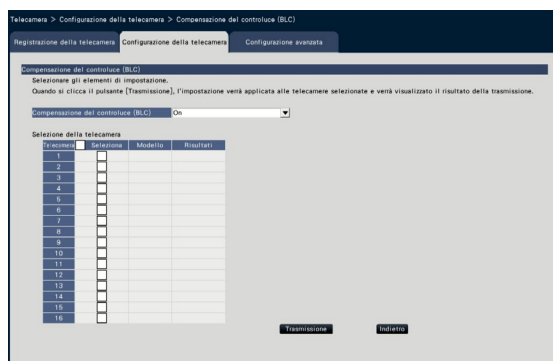 Telecamera > Configurazione della telecamera > Compensazione del controluce (BLC)
Registrazione della telecamera Configurazione della telecamera Configurazione avanzata
Compensazione del controluce (BLC)
Selezionare gli elementi di impostazione.
Quando si clicca il pulsante [Trasmissione], l'impostazione verrà applicata alle telecamere selezionate e verrà visualizzato il risultato della trasmissione.
Compensazione del controluce (BLC) On
Selezione della telecamera
Telecamera Seleziona Modello Risultati
1
2
3
4
5
6
7
8
9
10
11
12
13
14
15
16
Trasmissione Indietro